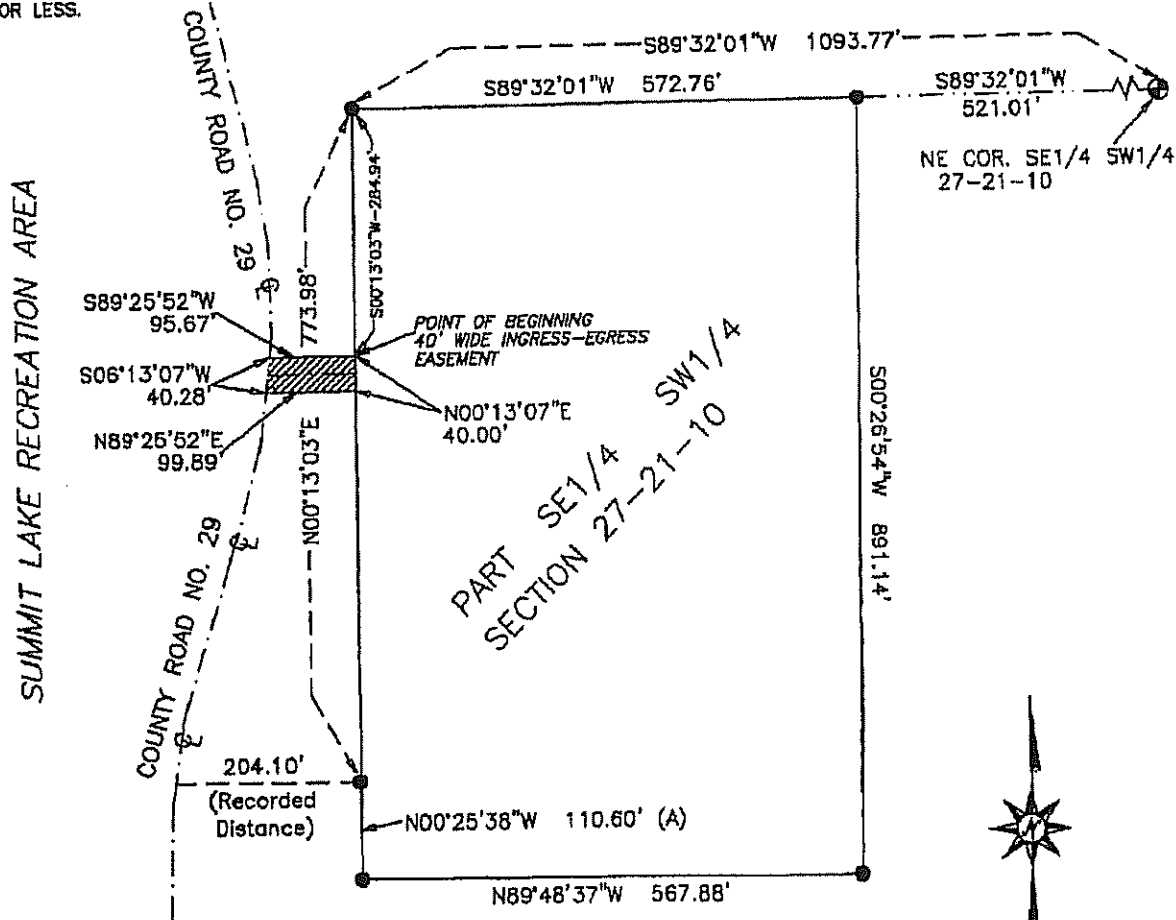 OR LESS.
S89°32'01"W 1093.77'
S89°32'01"W 572.76'
S89°32'01"W
521.01'
NE COR. SE1/4 SW1/4
27-21-10
COUNTY ROAD NO. 29
SUMMIT LAKE RECREATION AREA
773.98'
S00°13'03"W-284.94'
S89°25'52"W
95.67'
POINT OF BEGINNING
40' WIDE INGRESS-EGRESS
EASEMENT
S06°13'07"W
40.28'
N00°13'07"E
40.00'
N89°25'52"E
99.89'
N00°13'03"E
PART SE1/4 SW1/4
SECTION 27-21-10
S00°26'54"W 891.14'
COUNTY ROAD NO. 29
204.10'
(Recorded
Distance)
N00°25'38"W 110.60' (A)
N89°48'37"W 567.88'
N